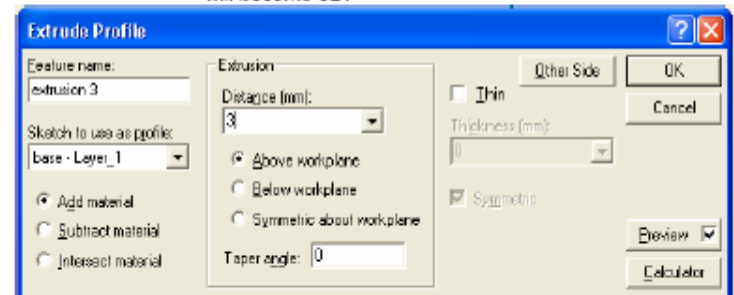 Extrude Profile
Feature name:
extrusion 3
Sketch to use as profile:
base - Layer_1
Add material
Subtract material
Intersect material
Extrusion
Distance (mm):
3
Above workplane
Below workplane
Symmetric about workplane
Taper angle: 0
Other Side
Thin
Thickness (mm):
0
Symmetric
OK
Cancel
Preview
Calculator